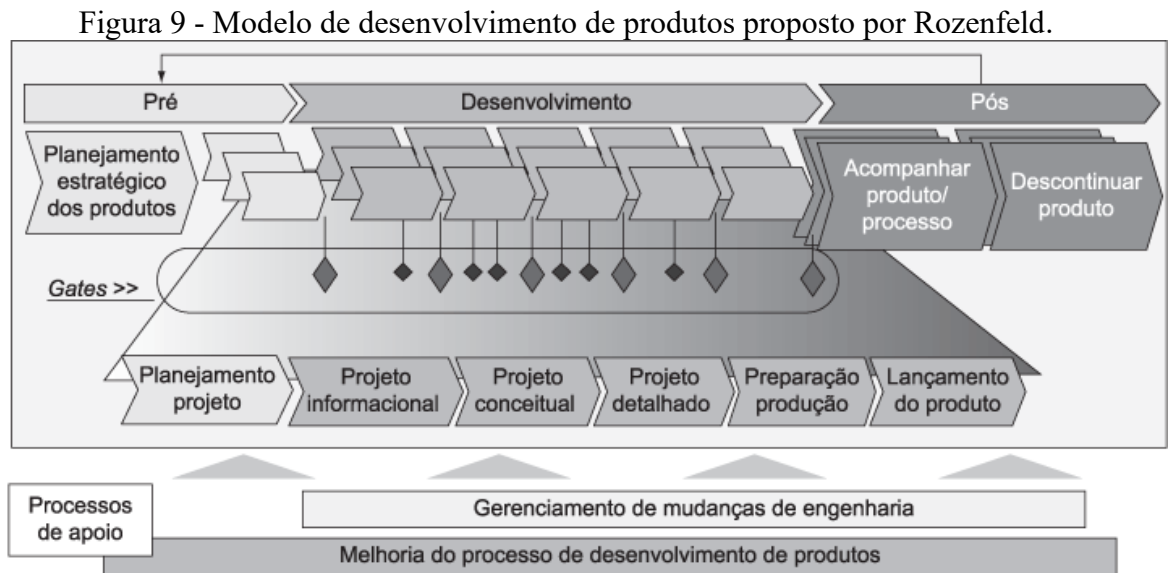 Figura 9 - Modelo de desenvolvimento de produtos proposto por Rozenfeld.
Pré
Desenvolvimento
Pós
Planejamento
estratégico
dos produtos
Acompanhar
produto/
processo
Descontinuar
produto
Gates >>
Planejamento
projeto
Projeto
informacional
Projeto
conceitual
Projeto
detalhado
Preparação
produção
Lançamento
do produto
Processos
de apoio
Gerenciamento de mudanças de engenharia
Melhoria do processo de desenvolvimento de produtos